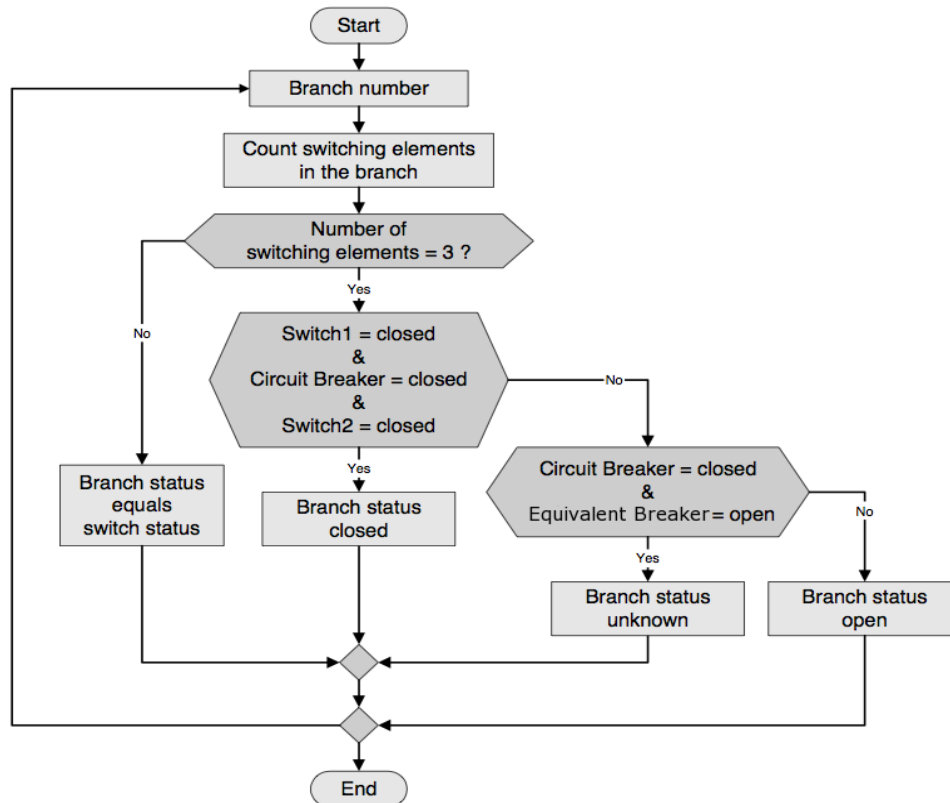 Start
Branch number
Count switching elements
in the branch
Number of
switching elements = 3 ?
Yes
No
Switch1 = closed
&
Circuit Breaker = closed
&
Switch2 = closed
No
Yes
Circuit Breaker = closed
&
Equivalent Breaker= open
No
Yes
Branch status
equals
switch status
Branch status
closed
Branch status
unknown
Branch status
open
End